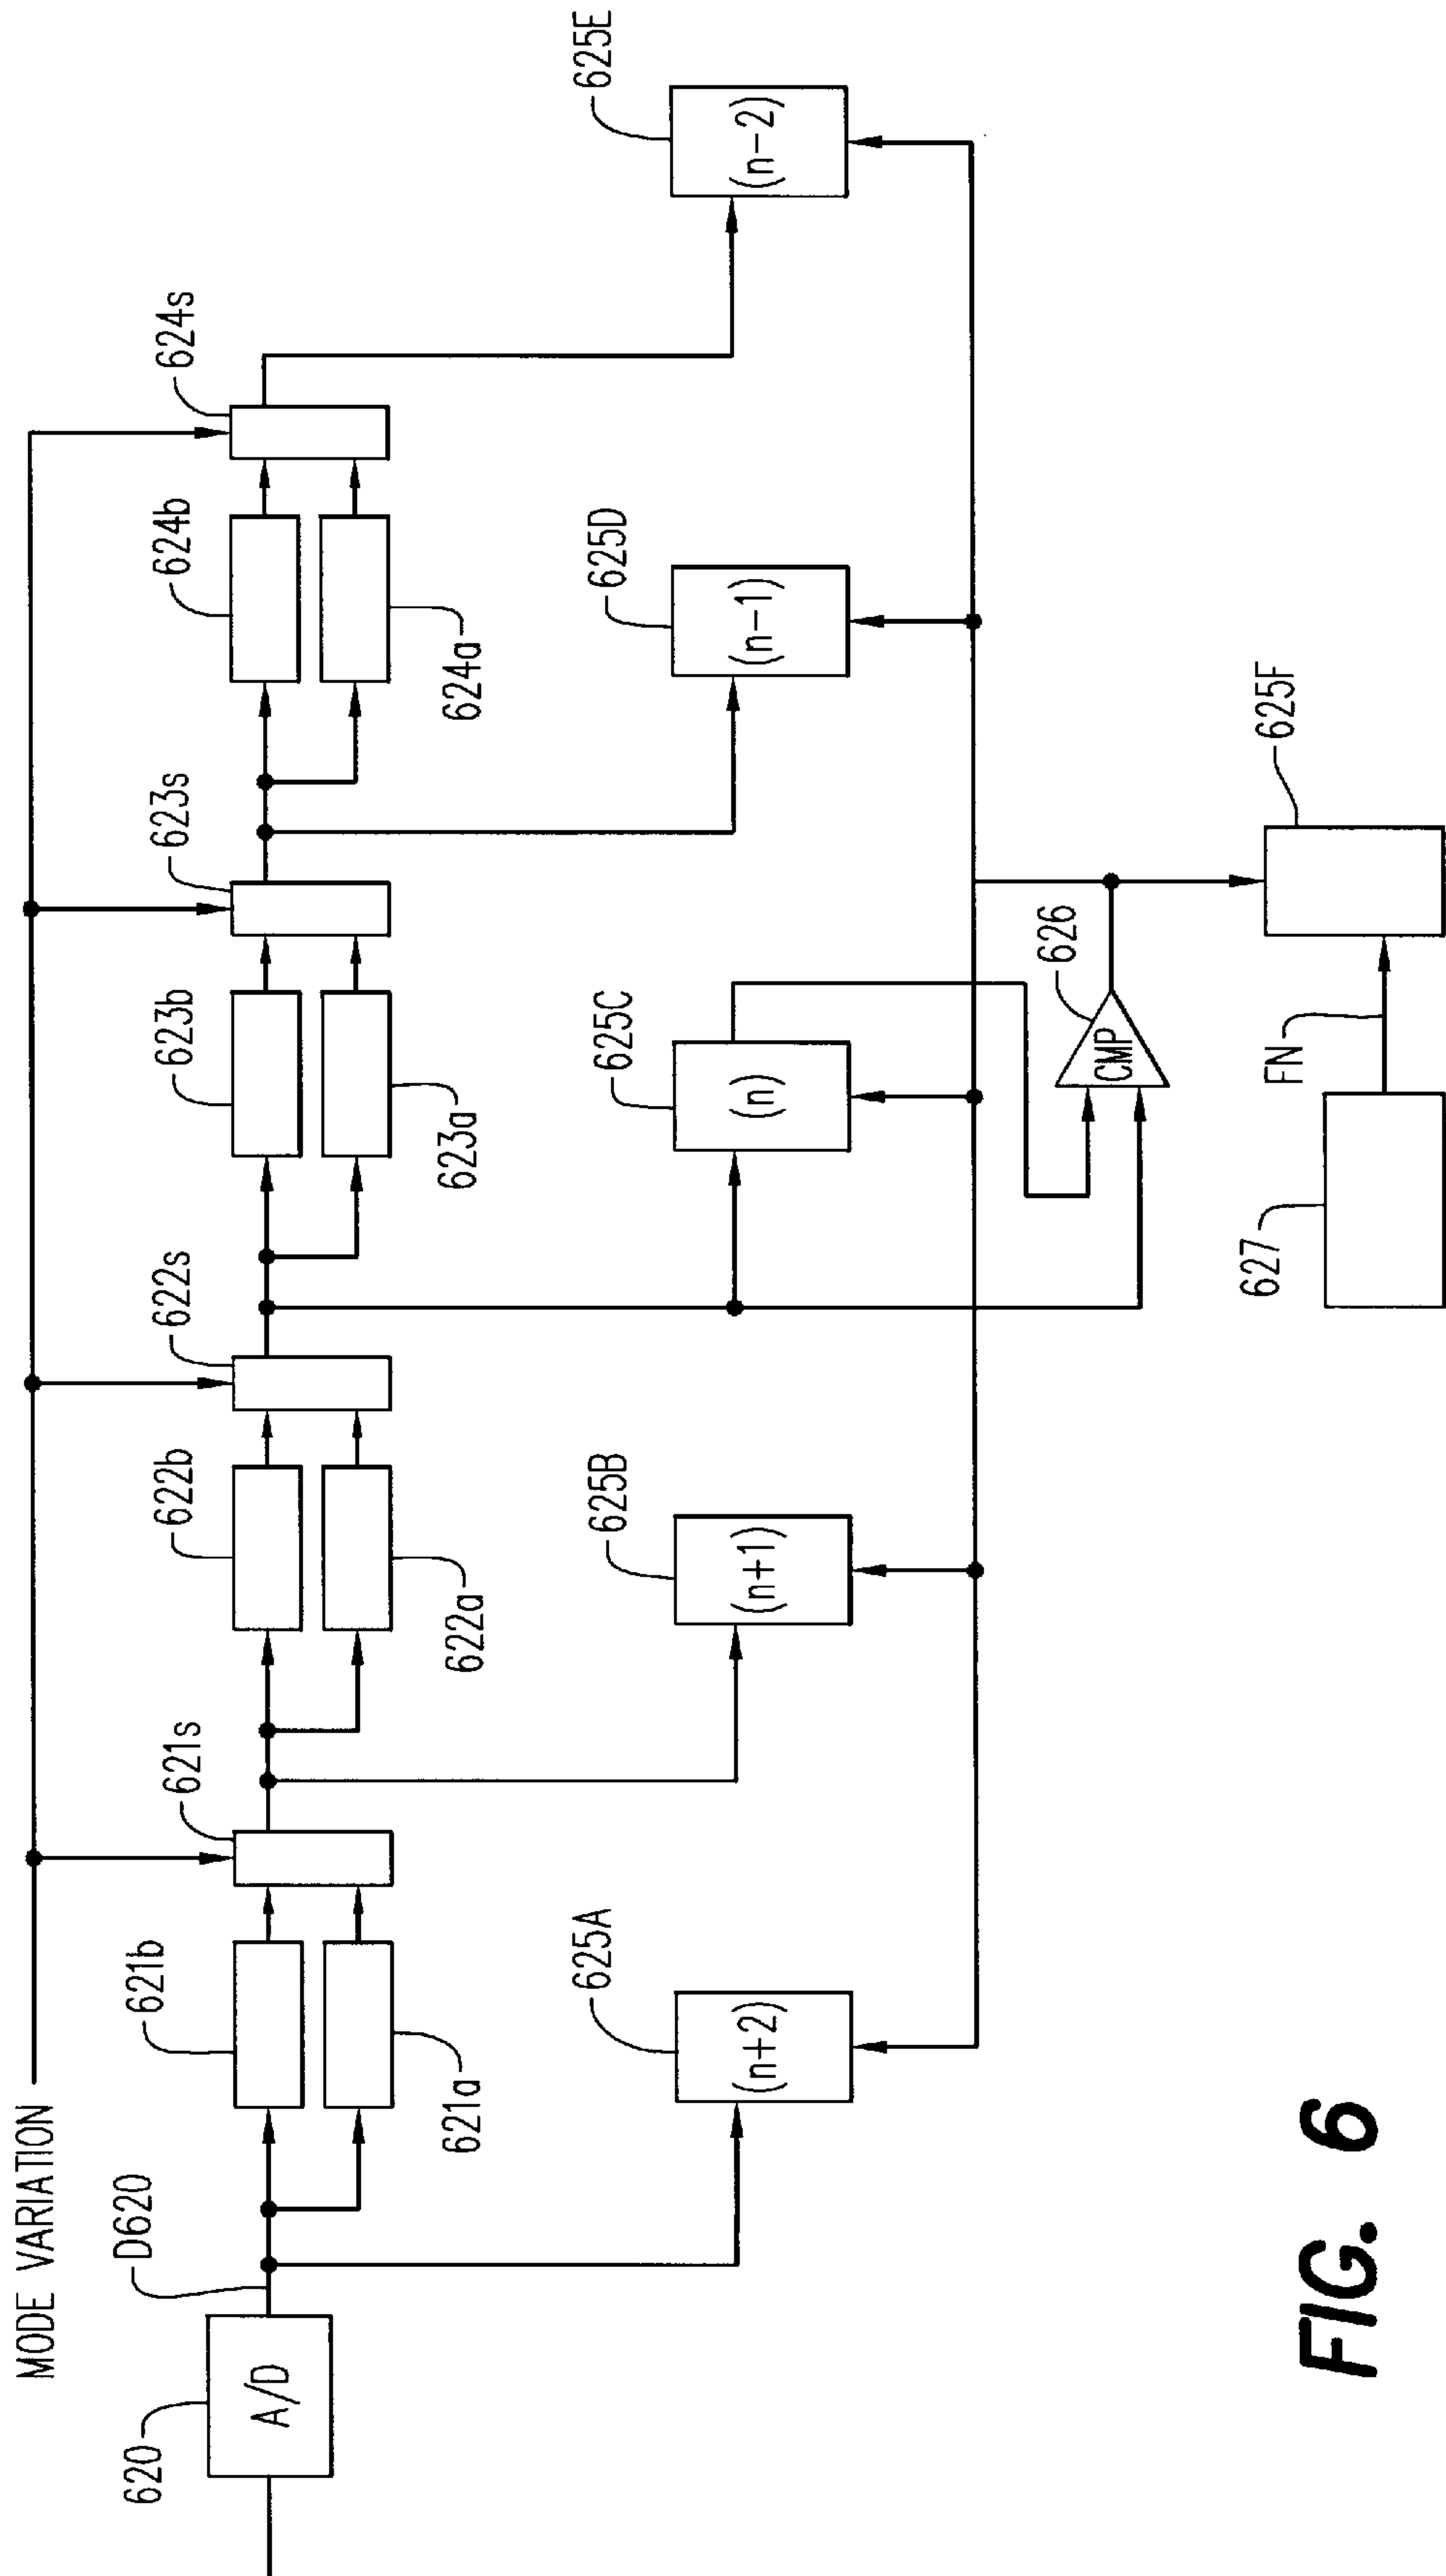 MODE VARIATION
620
A/D
D620
621b
621a
621s
622b
622a
622s
623b
623a
623s
624b
624a
624s
625A
(n+2)
625B
(n+1)
625C
(n)
625D
(n-1)
625E
(n-2)
626
CMP
625F
FN
627
FIG. 6